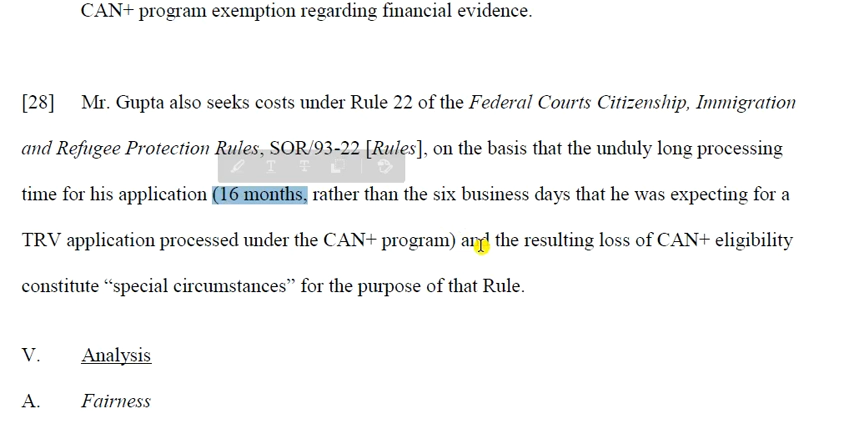 CAN+ program exemption regarding financial evidence.
[28] Mr. Gupta also seeks costs under Rule 22 of the Federal Courts Citizenship, Immigration
and Refugee Protection Rules, SOR/93-22 [Rules], on the basis that the unduly long processing
time for his application (16 months, rather than the six business days that he was expecting for a
TRV application processed under the CAN+ program) and the resulting loss of CAN+ eligibility
constitute “special circumstances” for the purpose of that Rule.
V. Analysis
A. Fairness